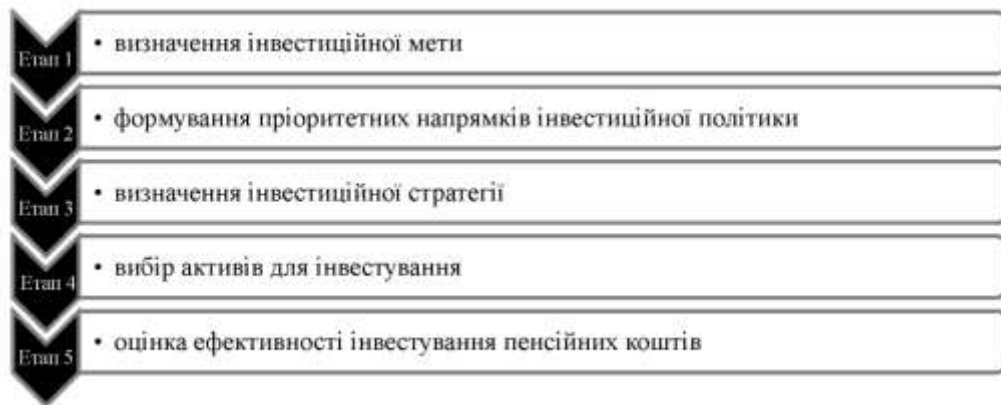 Етап 1
• визначення інвестиційної мети
Етап 2
• формування пріоритетних напрямків інвестиційної політики
Етап 3
• визначення інвестиційної стратегії
Етап 4
• вибір активів для інвестування
Етап 5
• оцінка ефективності інвестування пенсійних коштів